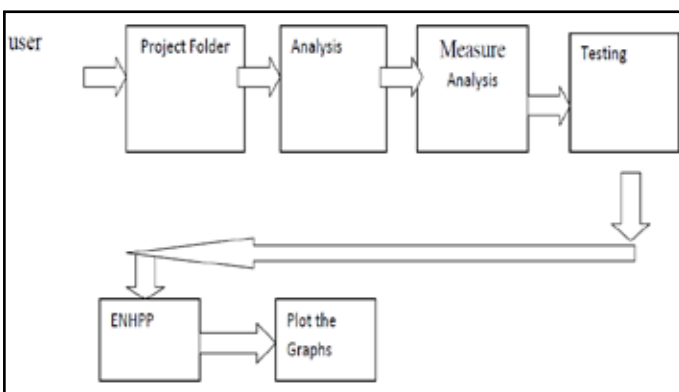 user
Project Folder
Analysis
Measure
Analysis
Testing
ENHPP
Plot the
Graphs